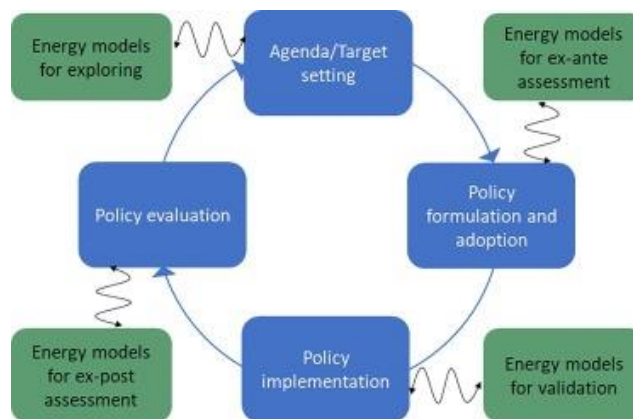 Energy models
for exploring
Agenda/Target
setting
Energy models
for ex-ante
assessment
Policy evaluation
Policy
formulation and
adoption
Energy models
for ex-post
assessment
Policy
implementation
Energy models
for validation